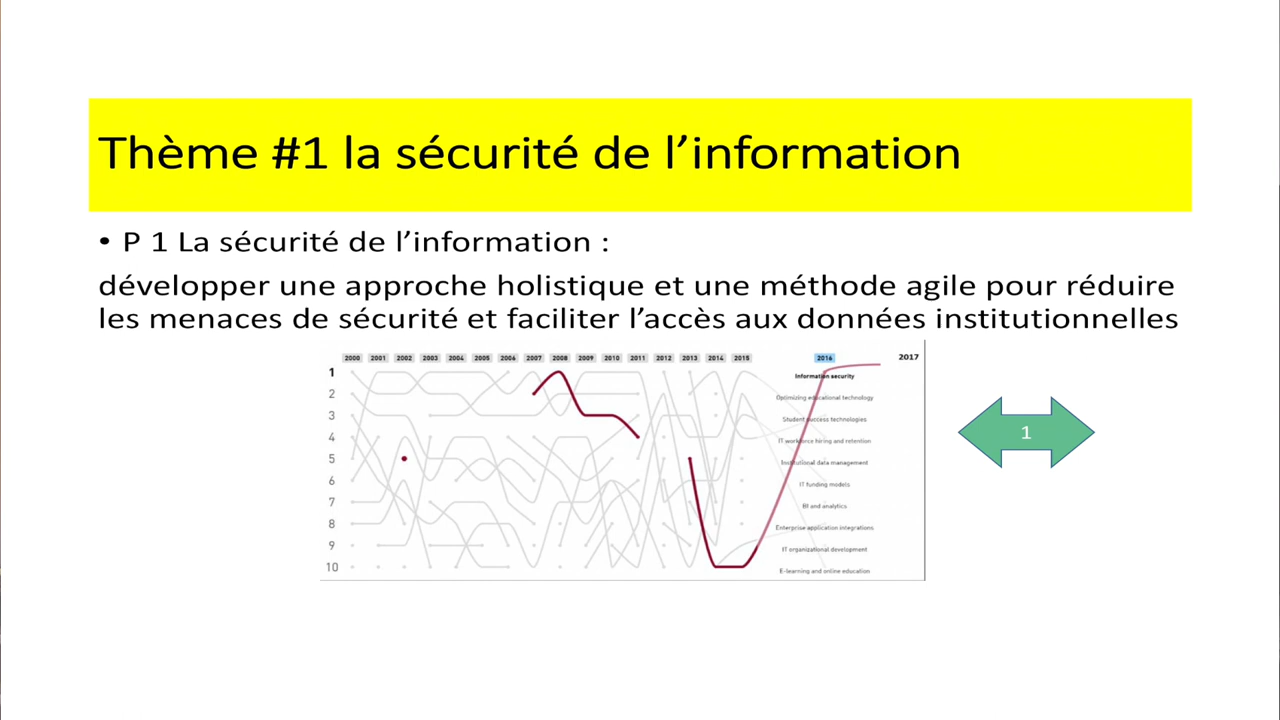 Thème #1 la sécurité de l’information
• P 1 La sécurité de l’information :
développer une approche holistique et une méthode agile pour réduire
les menaces de sécurité et faciliter l’accès aux données institutionnelles
2000 2001 2002 2003 2004 2005 2006 2007 2008 2009 2010 2011 2012 2013 2014 2015 2016 2017
1 Information security
2 Optimizing educational technology
3 Student success technologies
4 IT workforce hiring and retention
5 Institutional data management
6 IT funding models
7 BI and analytics
8 Enterprise application integrations
9 IT organizational development
10 E-learning and online education
1